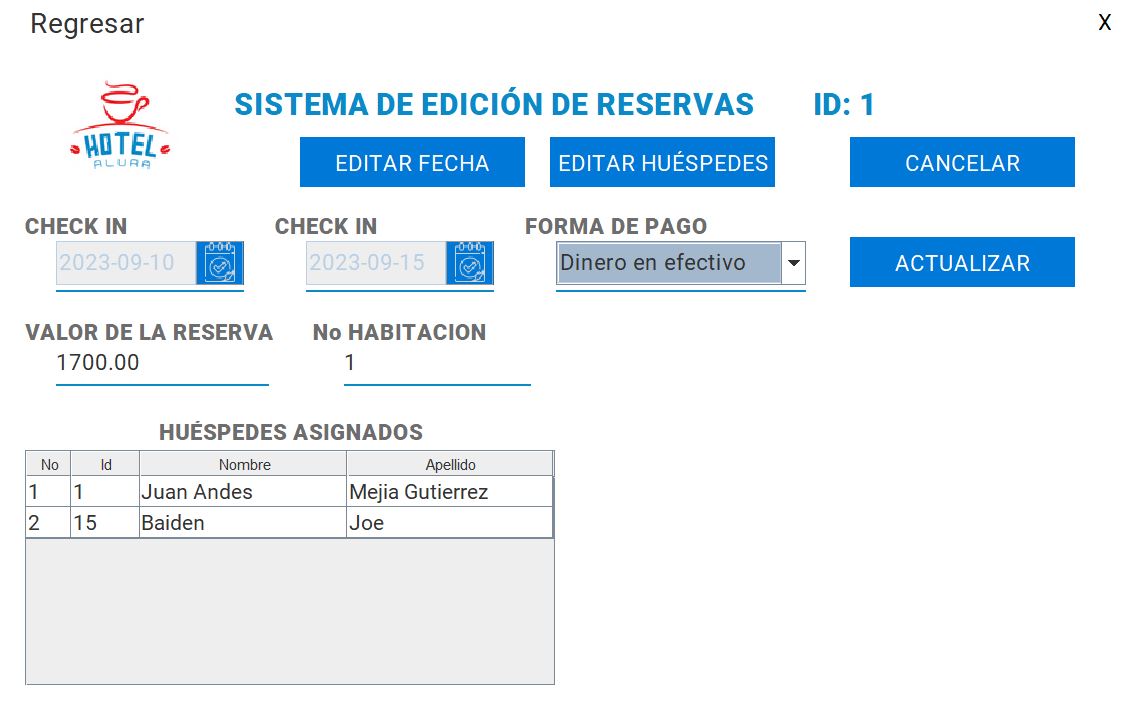 Regresar X
HOTEL
ALURA
SISTEMA DE EDICIÓN DE RESERVAS ID: 1
EDITAR FECHA EDITAR HUÉSPEDES CANCELAR
CHECK IN CHECK IN FORMA DE PAGO
2023-09-10 2023-09-15 Dinero en efectivo ACTUALIZAR
VALOR DE LA RESERVA No HABITACION
1700.00 1
HUÉSPEDES ASIGNADOS
No Id Nombre Apellido
1 1 Juan Andes Mejia Gutierrez
2 15 Baiden Joe